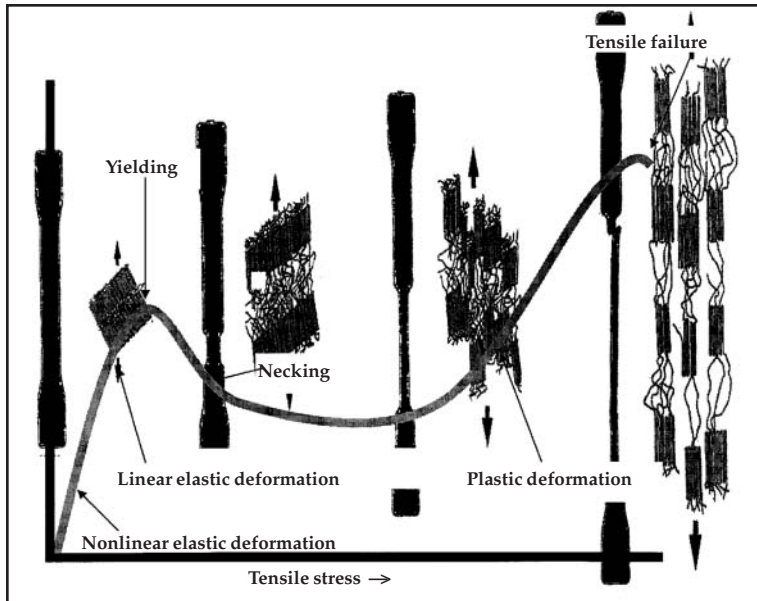 Tensile failure
Yielding
Necking
Linear elastic deformation
Plastic deformation
Nonlinear elastic deformation
Tensile stress →